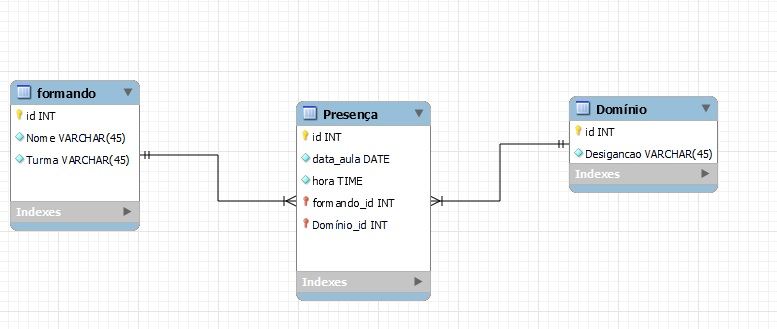 formando
id INT
Nome VARCHAR(45)
Turma VARCHAR(45)
Indexes
Presença
id INT
data_aula DATE
hora TIME
formando_id INT
Domínio_id INT
Indexes
Domínio
id INT
Desigancao VARCHAR(45)
Indexes